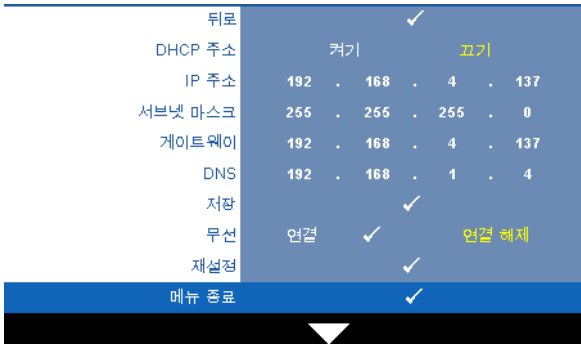 뒤로 ✓
DHCP 주소 켜기 끄기
IP 주소 192 . 168 . 4 . 137
서브넷 마스크 255 . 255 . 255 . 0
게이트웨이 192 . 168 . 4 . 137
DNS 192 . 168 . 1 . 4
저장 ✓
무선 연결 ✓ 연결 해제
재설정 ✓
메뉴 종료 ✓